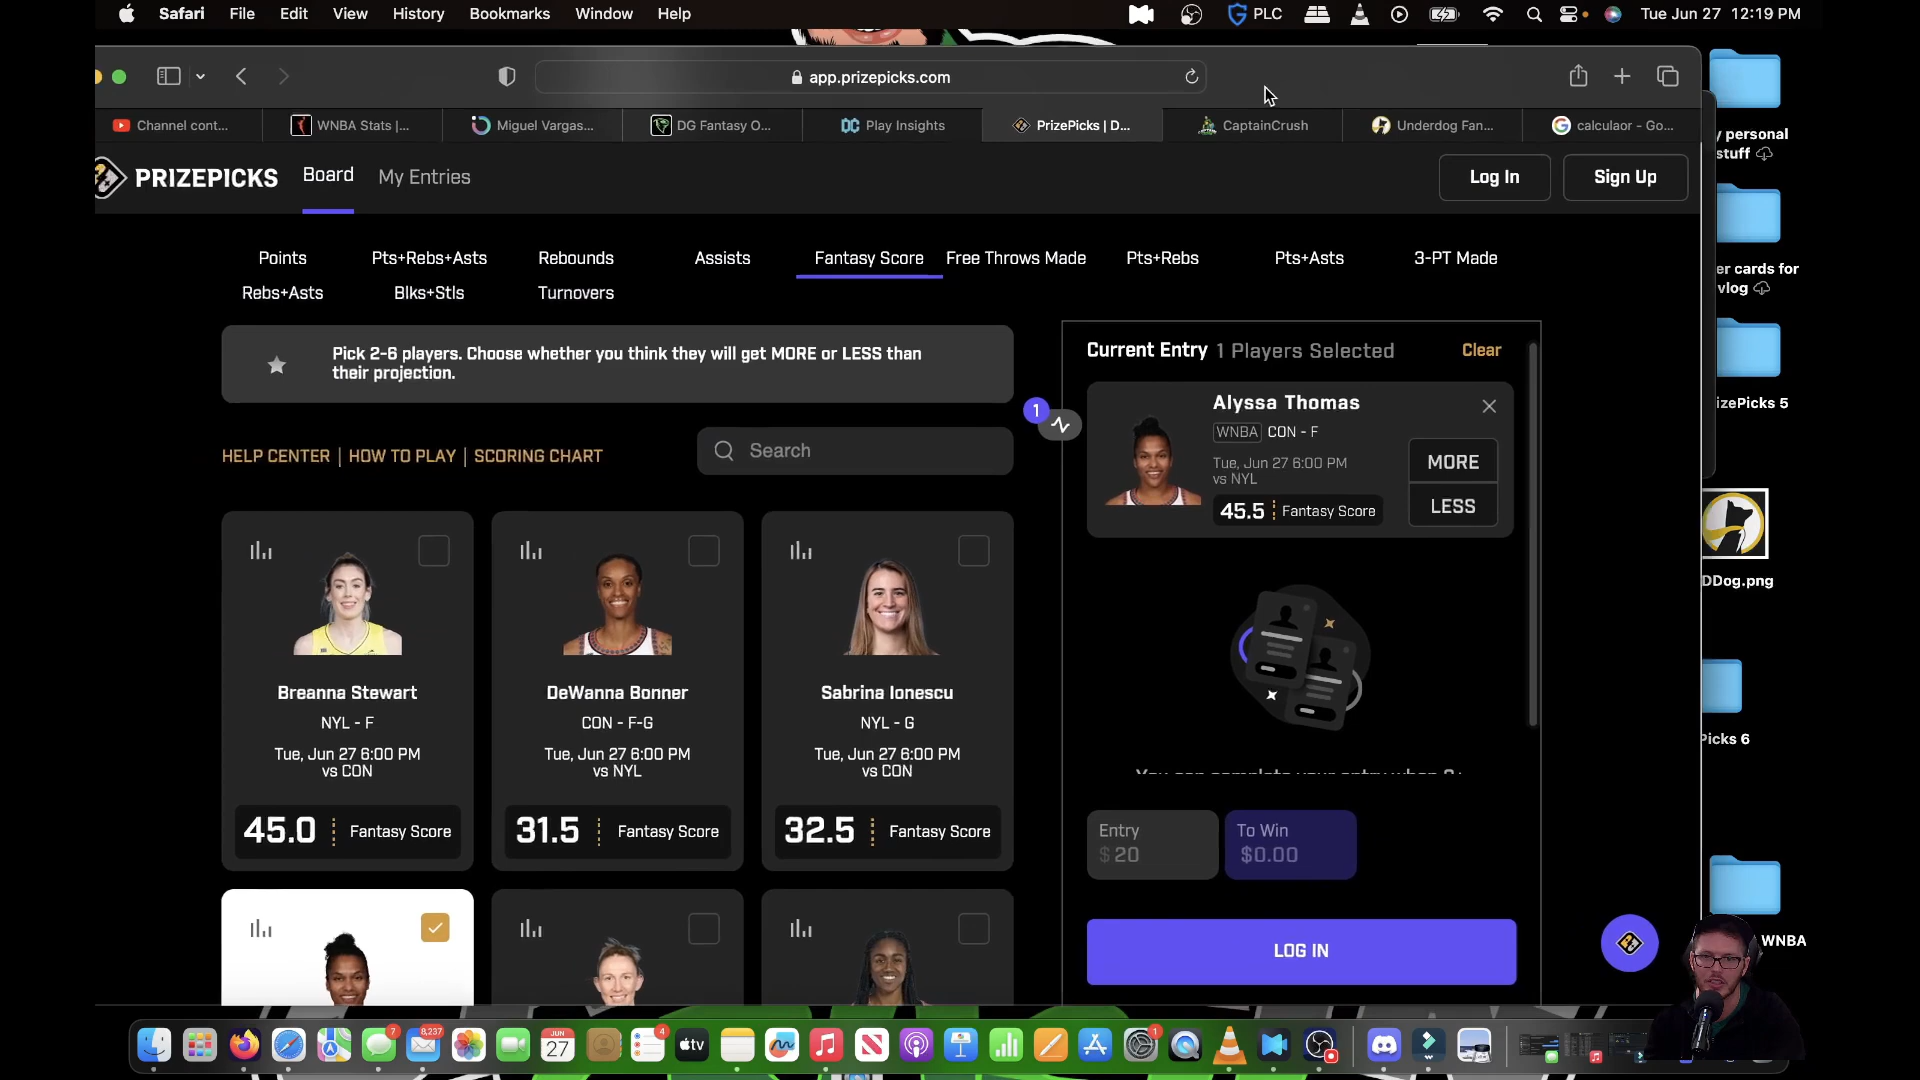 Safari File Edit View History Bookmarks Window Help
PLC
Tue Jun 27 12:19 PM
app.prizepicks.com
Channel cont...
WNBA Stats |...
Miguel Vargas...
DG Fantasy O...
Play Insights
PrizePicks | D...
CaptainCrush
Underdog Fan...
calculaor - Go...
PRIZEPICKS
Board
My Entries
Log In
Sign Up
Points
Pts+Rebs+Asts
Rebounds
Assists
Fantasy Score
Free Throws Made
Pts+Rebs
Pts+Asts
3-PT Made
Rebs+Asts
Blks+Stls
Turnovers
Pick 2-6 players. Choose whether you think they will get MORE or LESS than
their projection.
HELP CENTER | HOW TO PLAY | SCORING CHART
Search
Breanna Stewart
NYL - F
Tue, Jun 27 6:00 PM
vs CON
45.0 Fantasy Score
DeWanna Bonner
CON - F-G
Tue, Jun 27 6:00 PM
vs NYL
31.5 Fantasy Score
Sabrina Ionescu
NYL - G
Tue, Jun 27 6:00 PM
vs CON
32.5 Fantasy Score
Current Entry 1 Players Selected
Clear
1
Alyssa Thomas
WNBA CON - F
Tue, Jun 27 6:00 PM
vs NYL
45.5 Fantasy Score
MORE
LESS
Entry
$ 20
To Win
$0.00
LOG IN
y personal
stuff
er cards for
vlog
izePicks 5
DDog.png
Picks 6
WNBA
7
8,237
JUN
27
4
tv
1